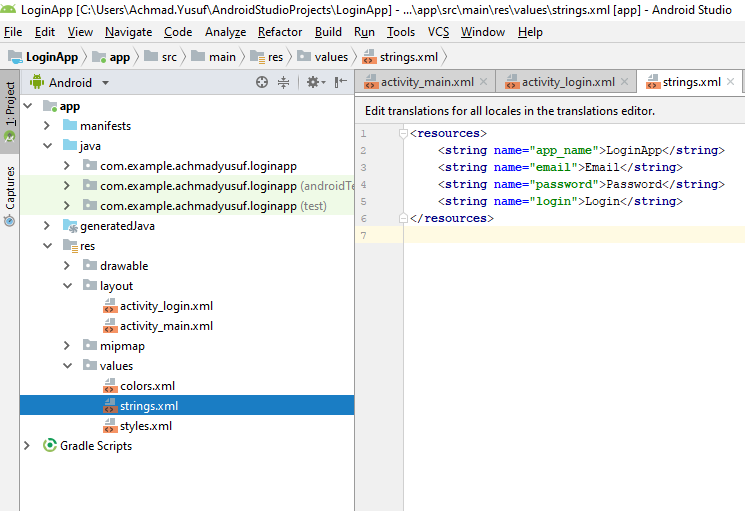 LoginApp [C:\Users\Achmad.Yusuf\AndroidStudioProjects\LoginApp] - ...\app\src\main\res\values\strings.xml [app] - Android Studio
File Edit View Navigate Code Analyze Refactor Build Run Tools VCS Window Help
LoginApp app src main res values strings.xml
Android
activity_main.xml activity_login.xml strings.xml
1: Project
Captures
app
manifests
java
com.example.achmadyusuf.loginapp
com.example.achmadyusuf.loginapp (androidTe
com.example.achmadyusuf.loginapp (test)
generatedJava
res
drawable
layout
activity_login.xml
activity_main.xml
mipmap
values
colors.xml
strings.xml
styles.xml
Gradle Scripts
Edit translations for all locales in the translations editor.
1 <resources>
2 <string name="app_name">LoginApp</string>
3 <string name="email">Email</string>
4 <string name="password">Password</string>
5 <string name="login">Login</string>
6 </resources>
7